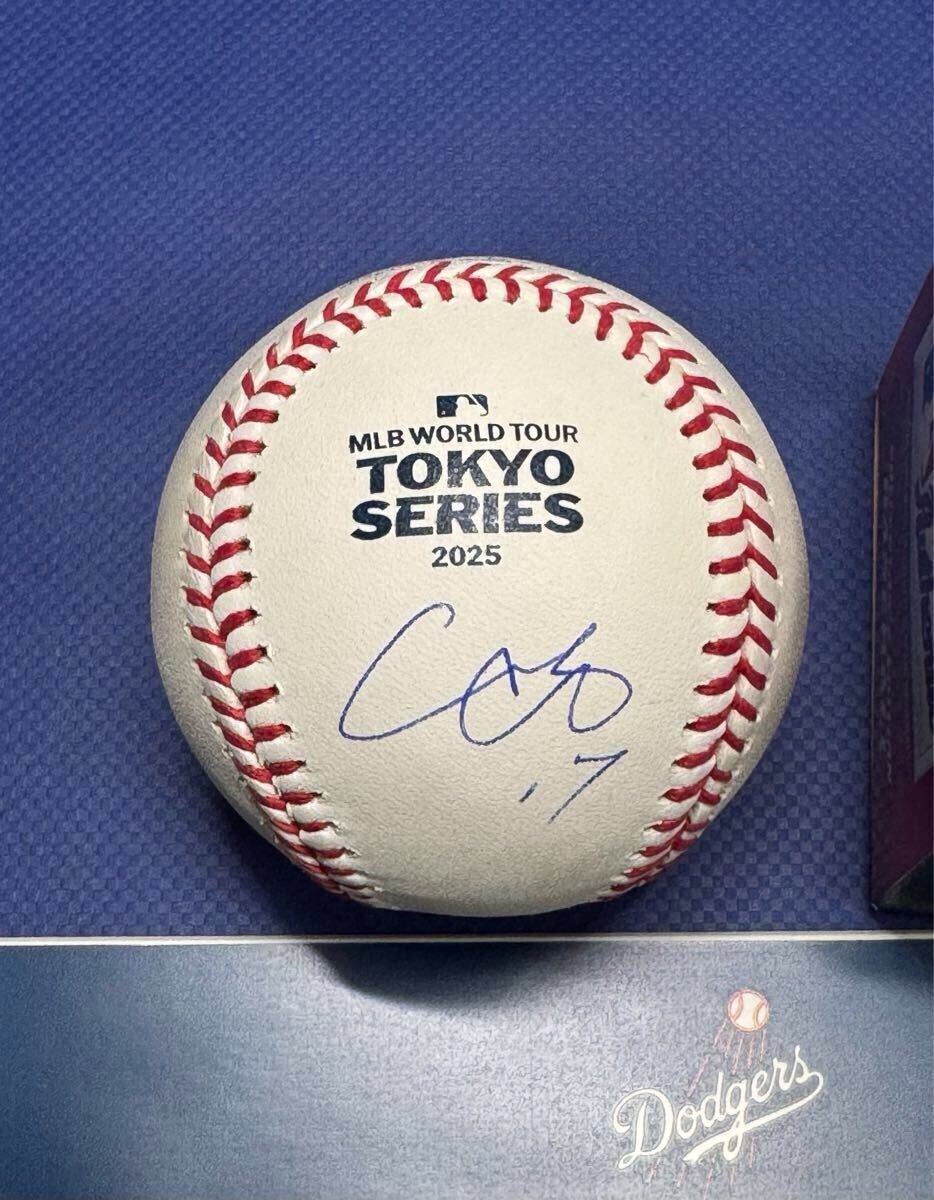 MLB WORLD TOUR
TOKYO
SERIES
2025
17
Dodgers